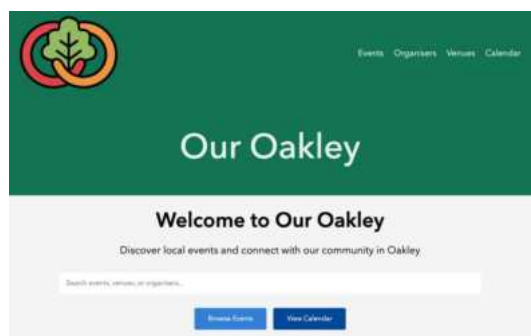 Events Organisers Venues Calendar
Our Oakley
Welcome to Our Oakley
Discover local events and connect with our community in Oakley
Search events, venues, or organisers...
Browse Events View Calendar